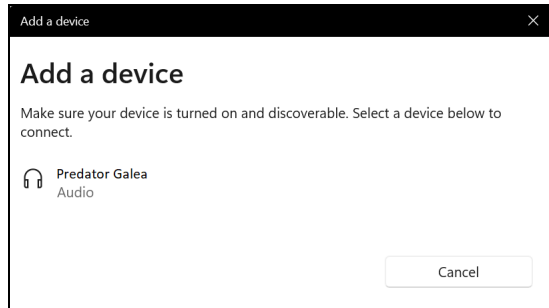 Add a device
Add a device
Make sure your device is turned on and discoverable. Select a device below to
connect.
Predator Galea
Audio
Cancel